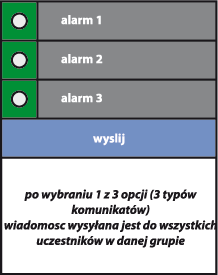 alarm 1
alarm 2
alarm 3
wyslij
po wybraniu 1 z 3 opcji (3 typów
komunikatów)
wiadomosc wysyłana jest do wszystkich
uczestników w danej grupie